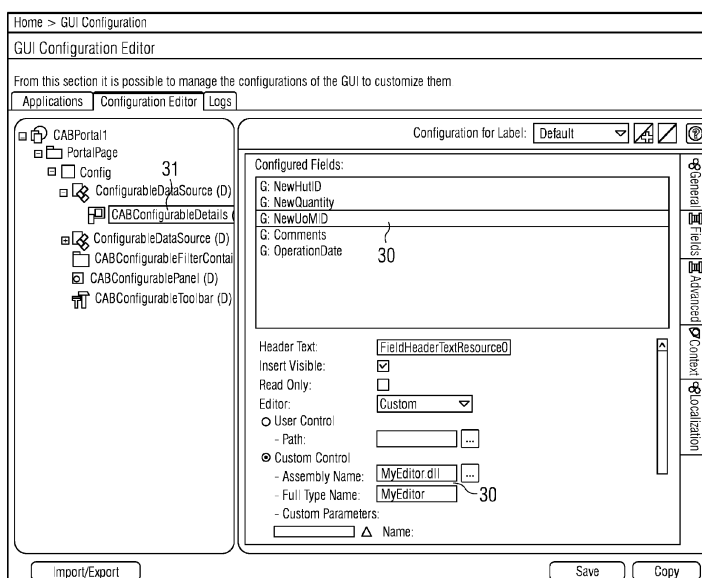 Home > GUI Configuration
GUI Configuration Editor
From this section it is possible to manage the configurations of the GUI to customize them
Applications
Configuration Editor
Logs
CABPortal1
PortalPage
Config
31
ConfigurableDataSource (D)
CABConfigurableDetails (
ConfigurableDataSource (D)
CABConfigurableFilterContai
CABConfigurablePanel (D)
CABConfigurableToolbar (D)
Configuration for Label: Default
Configured Fields:
G: NewHutID
G: NewQuantity
G: NewUoMID
G: Comments
G: OperationDate
30
Header Text: FieldHeaderTextResource0
Insert Visible:
Read Only:
Editor: Custom
User Control
- Path: ...
Custom Control
- Assembly Name: MyEditor.dll ...
- Full Type Name: MyEditor 30
- Custom Parameters:
Name:
General
Fields
Advanced
Context
Localization
Import/Export
Save
Copy